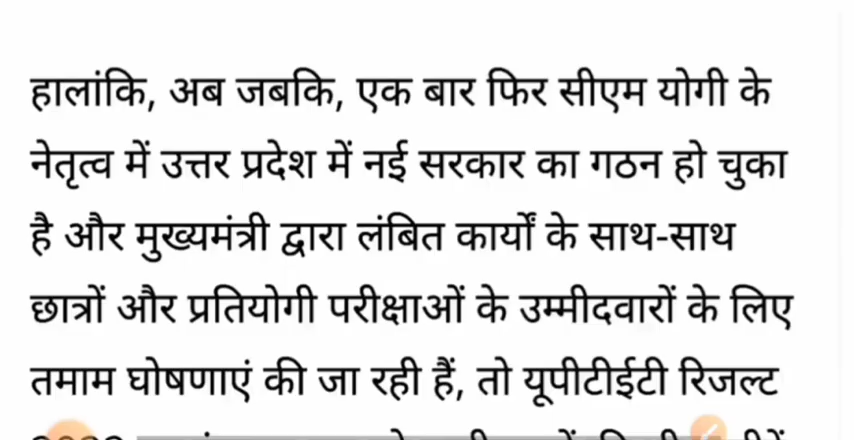 हालांकि, अब जबकि, एक बार फिर सीएम योगी के
नेतृत्व में उत्तर प्रदेश में नई सरकार का गठन हो चुका
है और मुख्यमंत्री द्वारा लंबित कार्यों के साथ-साथ
छात्रों और प्रतियोगी परीक्षाओं के उम्मीदवारों के लिए
तमाम घोषणाएं की जा रही हैं, तो यूपीटीईटी रिजल्ट